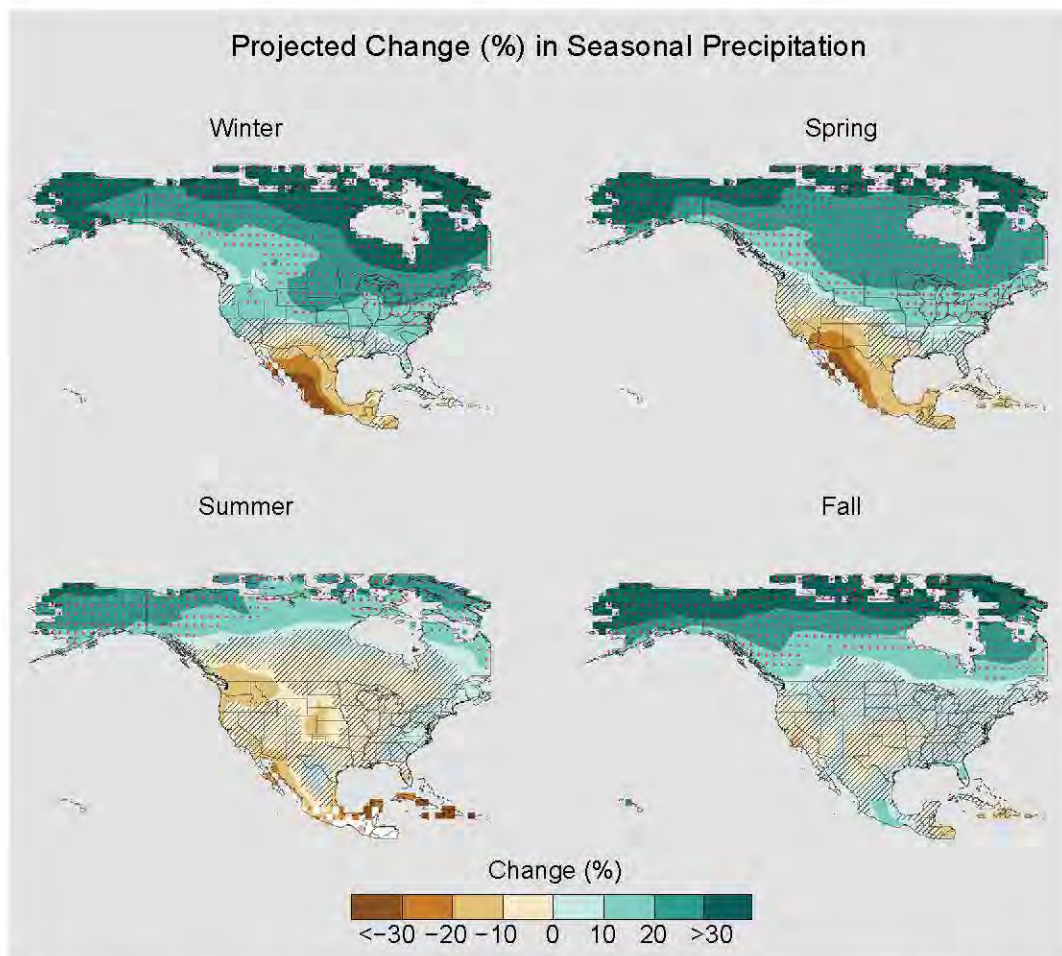 Projected Change (%) in Seasonal Precipitation
Winter
Spring
Summer
Fall
Change (%)
<−30 −20 −10 0 10 20 >30